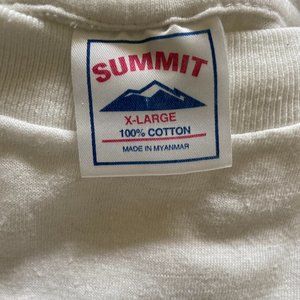 SUMMIT
X-LARGE
100% COTTON
MADE IN MYANMAR